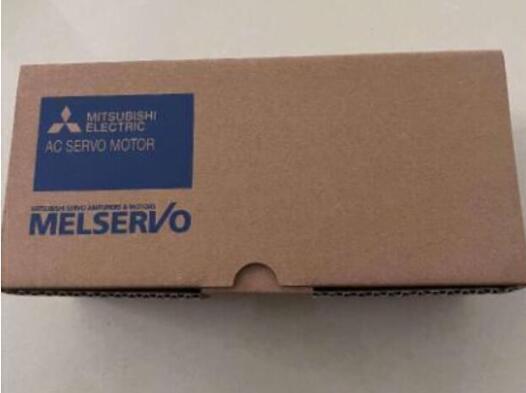 MITSUBISHI
ELECTRIC
AC SERVO MOTOR
MITSUBISHI SERVO AMPLIFIERS & MOTORS
MELSERVO